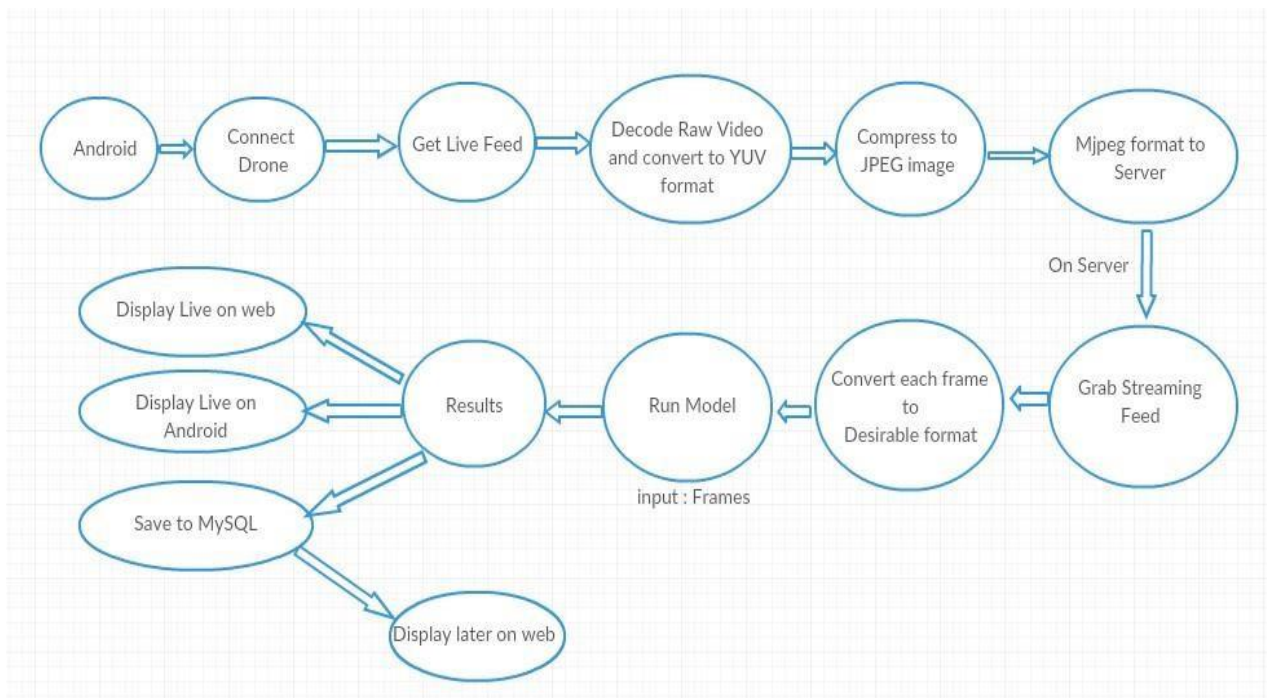 Android
Connect
Drone
Get Live Feed
Decode Raw Video
and convert to YUV
format
Compress to
JPEG image
Mjpeg format to
Server
On Server
Grab Streaming
Feed
Convert each frame
to
Desirable format
Run Model
input : Frames
Results
Display Live on web
Display Live on
Android
Save to MySQL
Display later on web